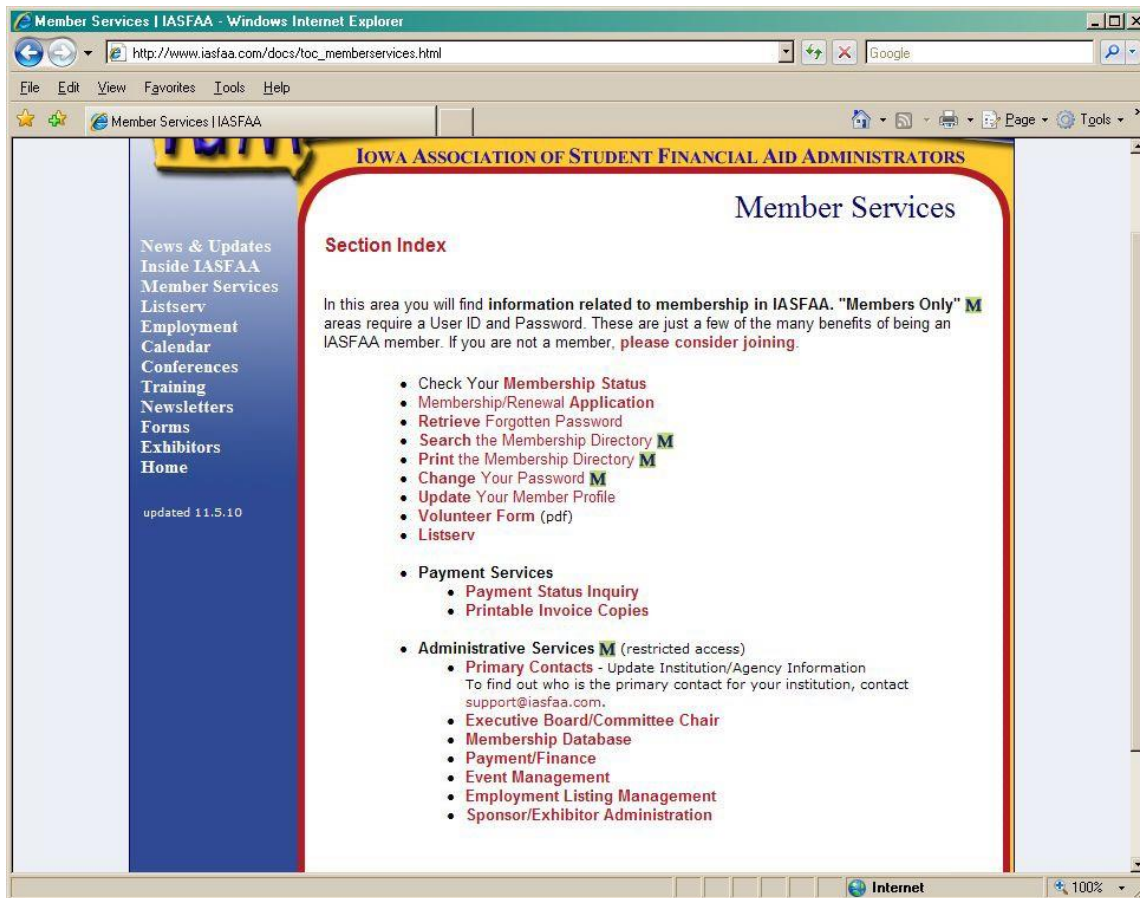 Member Services | IASFAA - Windows Internet Explorer
http://www.iasfaa.com/docs/toc_memberservices.html
Google
File Edit View Favorites Tools Help
Member Services | IASFAA
Page Tools
IOWA ASSOCIATION OF STUDENT FINANCIAL AID ADMINISTRATORS
Member Services
News & Updates
Inside IASFAA
Member Services
Listserv
Employment
Calendar
Conferences
Training
Newsletters
Forms
Exhibitors
Home
updated 11.5.10
Section Index
In this area you will find information related to membership in IASFAA. "Members Only" M
areas require a User ID and Password. These are just a few of the many benefits of being an
IASFAA member. If you are not a member, please consider joining.
• Check Your Membership Status
• Membership/Renewal Application
• Retrieve Forgotten Password
• Search the Membership Directory M
• Print the Membership Directory M
• Change Your Password M
• Update Your Member Profile
• Volunteer Form (pdf)
• Listserv
• Payment Services
• Payment Status Inquiry
• Printable Invoice Copies
• Administrative Services M (restricted access)
• Primary Contacts - Update Institution/Agency Information
To find out who is the primary contact for your institution, contact
support@iasfaa.com.
• Executive Board/Committee Chair
• Membership Database
• Payment/Finance
• Event Management
• Employment Listing Management
• Sponsor/Exhibitor Administration
Internet
100%